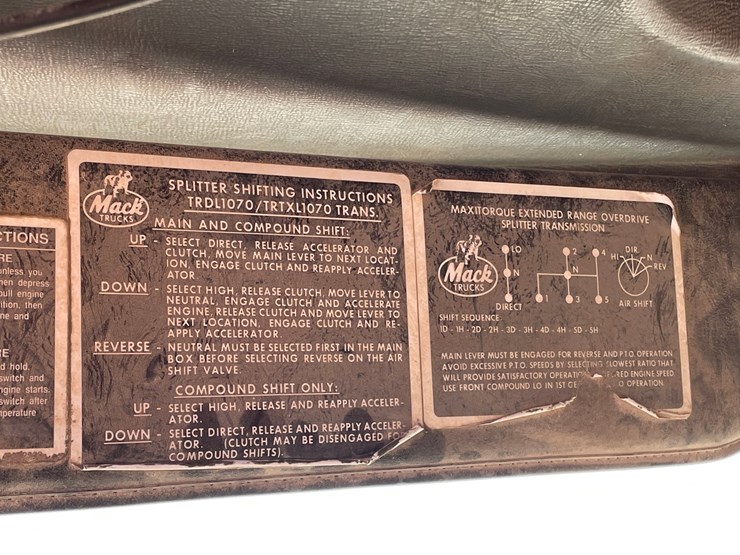 CTIONS
RE
unless you
hen depress
pull engine
ition, then
ne and
RE
d hold.
switch and
ngine starts
switch after
mperature
Mack
TRUCKS
SPLITTER SHIFTING INSTRUCTIONS
TRDL1070/TRTXL1070 TRANS.
MAIN AND COMPOUND SHIFT:
UP - SELECT DIRECT, RELEASE ACCELERATOR AND
CLUTCH, MOVE MAIN LEVER TO NEXT LOCAT-
ION, ENGAGE CLUTCH AND REAPPLY ACCELER-
ATOR.
DOWN - SELECT HIGH, RELEASE CLUTCH, MOVE LEVER TO
NEUTRAL, ENGAGE CLUTCH AND ACCELERATE
ENGINE, RELEASE CLUTCH AND MOVE LEVER TO
NEXT LOCATION, ENGAGE CLUTCH AND RE-
APPLY ACCELERATOR.
REVERSE - NEUTRAL MUST BE SELECTED FIRST IN THE MAIN
BOX BEFORE SELECTING REVERSE ON THE AIR
SHIFT VALVE.
COMPOUND SHIFT ONLY:
UP - SELECT HIGH, RELEASE AND REAPPLY ACCELER-
ATOR.
DOWN - SELECT DIRECT, RELEASE AND REAPPLY ACCELER-
ATOR. (CLUTCH MAY BE DISENGAGED FO
COMPOUND SHIFTS).
MAXITORQUE EXTENDED RANGE OVERDRIVE
SPLITTER TRANSMISSION
Mack
TRUCKS
LO
N
DIRECT
2 4
N
1 3 5
DIR.
HI N
REV
AIR SHIFT
SHIFT SEQUENCE:
1D - 1H - 2D - 2H - 3D - 3H - 4D - 4H - 5D - 5H
MAIN LEVER MUST BE ENGAGED FOR REVERSE AND P.T.O. OPERATION.
AVOID EXCESSIVE P.T.O. SPEEDS BY SELECTING SLOWEST RATIO THAT
WILL PROVIDE SATISFACTORY OPERATI RED ENGINE SPEED.
USE FRONT COMPOUND LO IN 1ST GE O OPERATION.